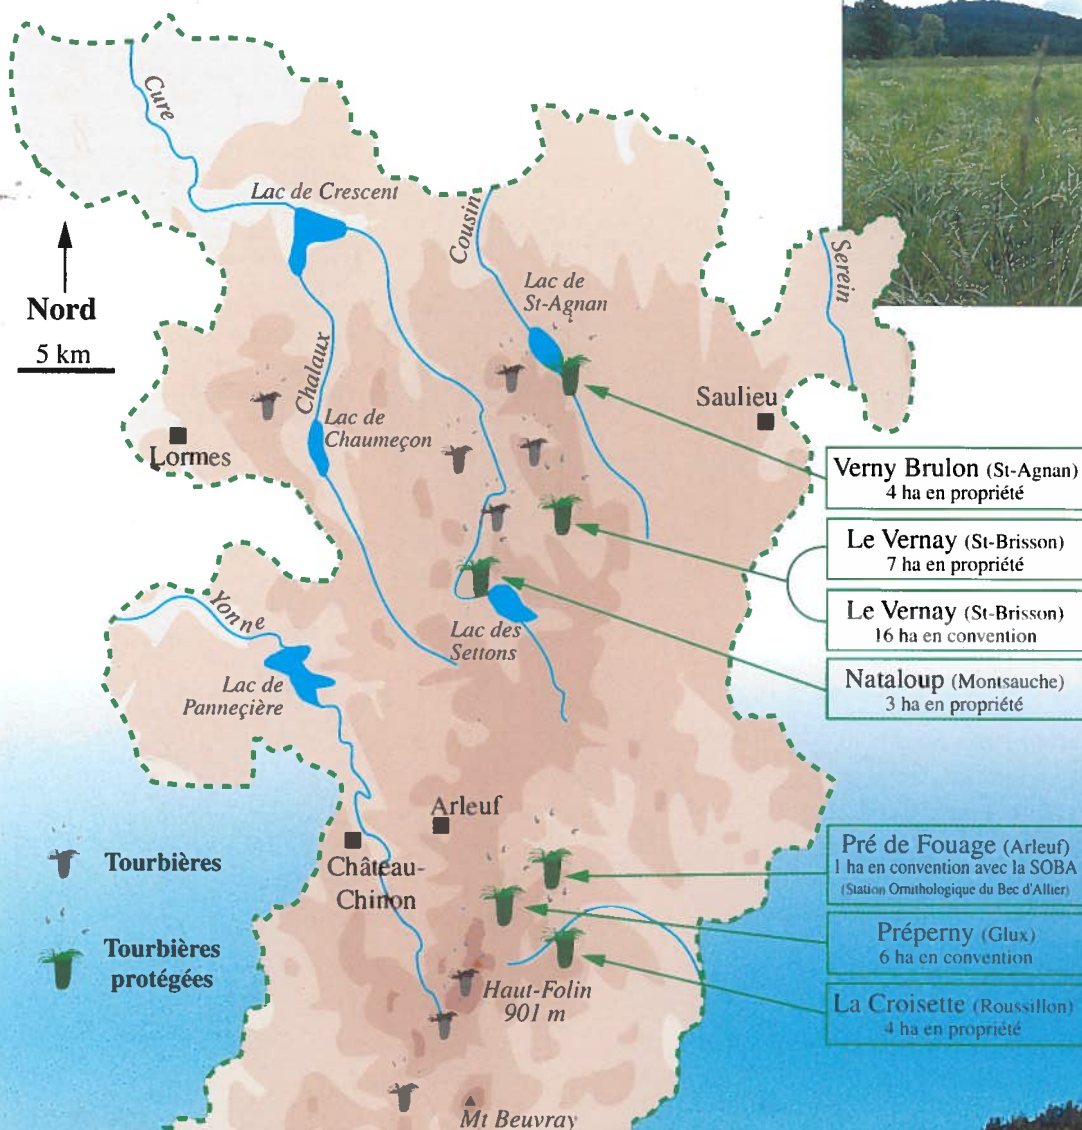 Cure
Lac de Crescent
Cousin
Serein
Nord
5 km
Lac de
St-Agnan
Chalaux
Saulieu
Lac de
Chaumeçon
Lormes
Verny Brulon (St-Agnan)
4 ha en propriété
Le Vernay (St-Brisson)
7 ha en propriété
Le Vernay (St-Brisson)
16 ha en convention
Nataloup (Montsauche)
3 ha en propriété
Yonne
Lac des
Settons
Lac de
Panneçière
Arleuf
Château-
Chinon
Pré de Fouage (Arleuf)
1 ha en convention avec la SOBA
(Station Ornithologique du Bec d'Allier)
Préperny (Glux)
6 ha en convention
La Croisette (Roussillon)
4 ha en propriété
Tourbières
Tourbières
protégées
Haut-Folin
901 m
Mt Beuvray